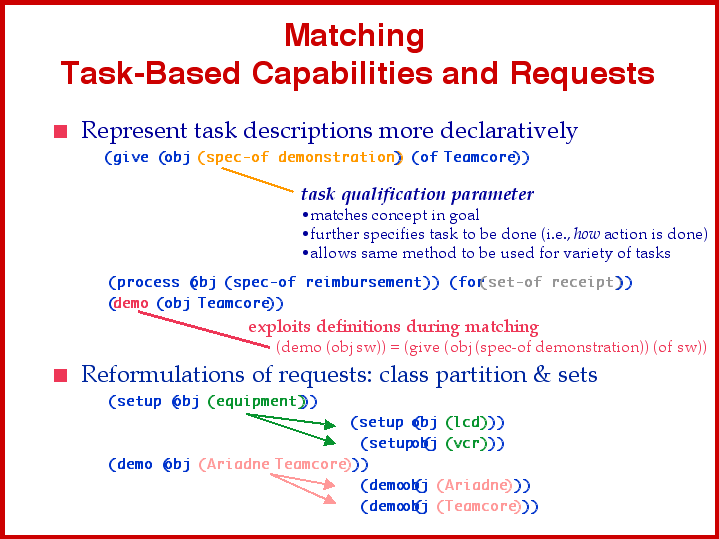 Matching
Task-Based Capabilities and Requests
Represent task descriptions more declaratively
(give (obj (spec-of demonstration)) (of Teamcore))
task qualification parameter
•matches concept in goal
•further specifies task to be done (i.e., how action is done)
•allows same method to be used for variety of tasks
(process (obj (spec-of reimbursement)) (for(set-of receipt)))
(demo (obj Teamcore))
exploits definitions during matching
(demo (obj sw)) = (give (obj (spec-of demonstration)) (of sw))
Reformulations of requests: class partition & sets
(setup (obj (equipment)))
(setup (obj (lcd)))
(setup(obj (vcr)))
(demo (obj (Ariadne Teamcore)))
(demo(obj (Ariadne)))
(demo(obj (Teamcore)))